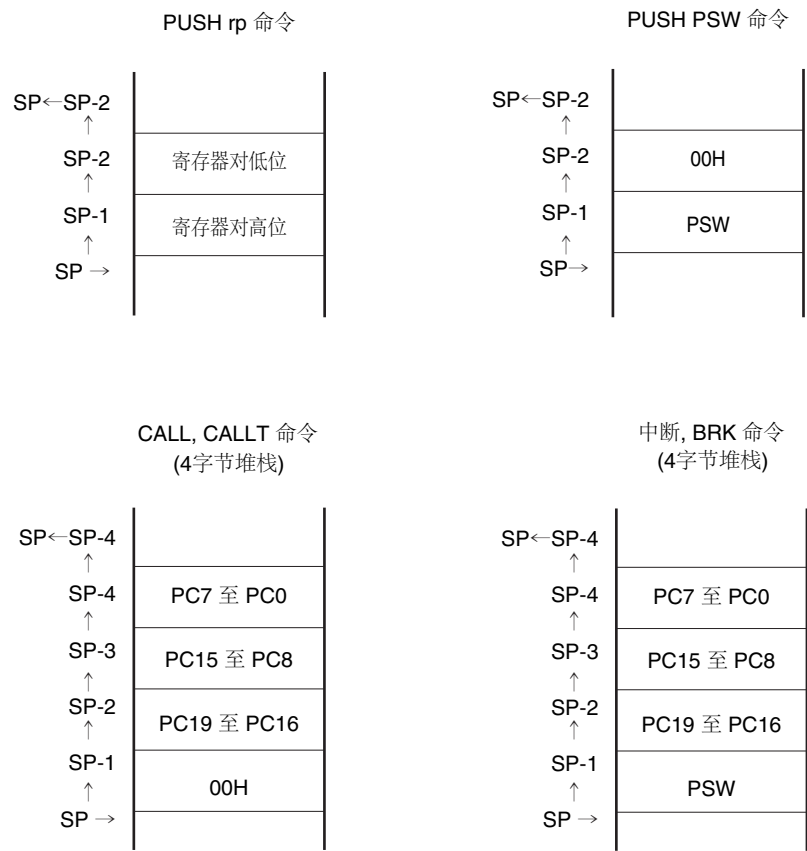 PUSH rp 命令
SP←SP-2
↑
SP-2
↑
SP-1
↑
SP →
寄存器对低位
寄存器对高位
PUSH PSW 命令
SP←SP-2
↑
SP-2
↑
SP-1
↑
SP→
00H
PSW
CALL, CALLT 命令
(4字节堆栈)
SP←SP-4
↑
SP-4
↑
SP-3
↑
SP-2
↑
SP-1
↑
SP →
PC7 至 PC0
PC15 至 PC8
PC19 至 PC16
00H
中断, BRK 命令
(4字节堆栈)
SP←SP-4
↑
SP-4
↑
SP-3
↑
SP-2
↑
SP-1
↑
SP →
PC7 至 PC0
PC15 至 PC8
PC19 至 PC16
PSW